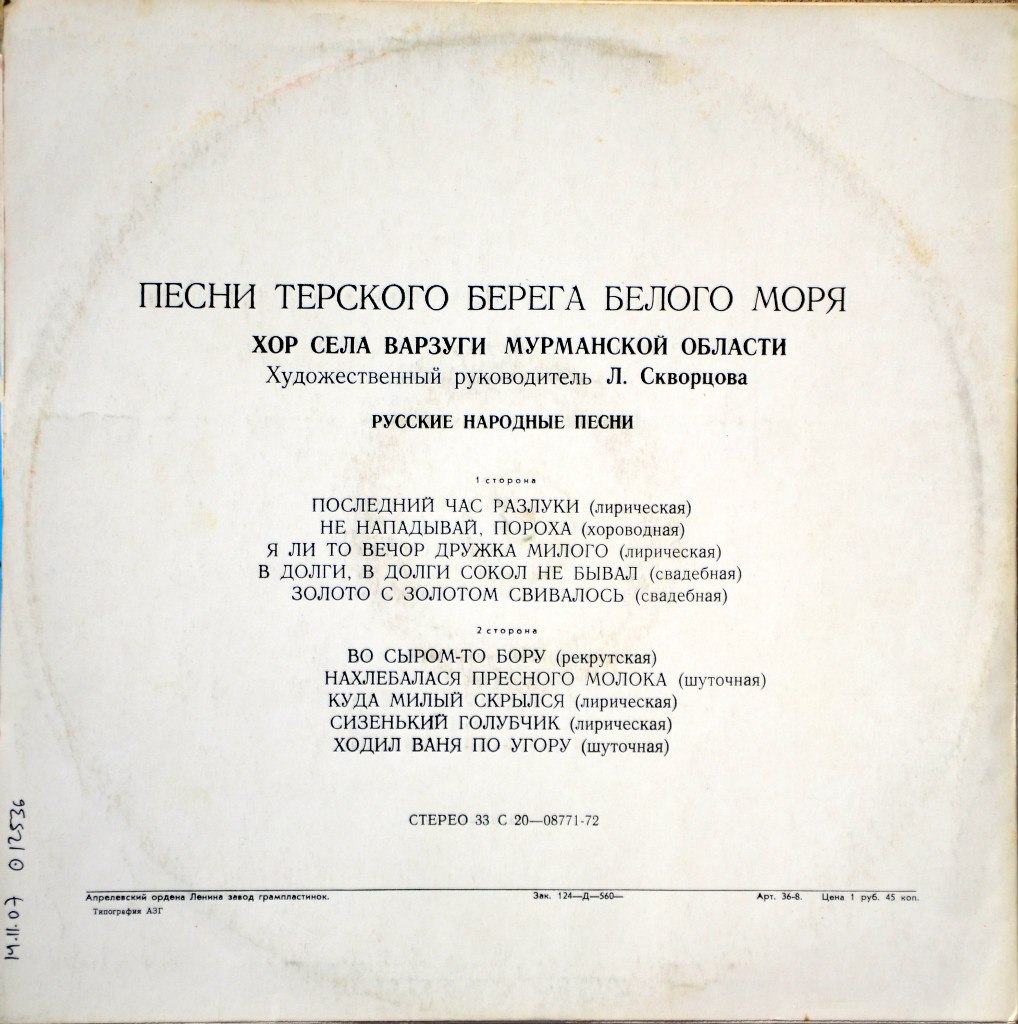 ПЕСНИ ТЕРСКОГО БЕРЕГА БЕЛОГО МОРЯ
ХОР СЕЛА ВАРЗУГИ МУРМАНСКОЙ ОБЛАСТИ
Художественный руководитель Л. Скворцова
РУССКИЕ НАРОДНЫЕ ПЕСНИ
1 сторона
ПОСЛЕДНИЙ ЧАС РАЗЛУКИ (лирическая)
НЕ НАПАДЫВАЙ, ПОРОХА (хороводная)
Я ЛИ ТО ВЕЧОР ДРУЖКА МИЛОГО (лирическая)
В ДОЛГИ, В ДОЛГИ СОКОЛ НЕ БЫВАЛ (свадебная)
ЗОЛОТО С ЗОЛОТОМ СВИВАЛОСЬ (свадебная)
2 сторона
ВО СЫРОМ-ТО БОРУ (рекрутская)
НАХЛЕБАЛАСЯ ПРЕСНОГО МОЛОКА (шуточная)
КУДА МИЛЫЙ СКРЫЛСЯ (лирическая)
СИЗЕНЬКИЙ ГОЛУБЧИК (лирическая)
ХОДИЛ ВАНЯ ПО УГОРУ (шуточная)
СТЕРЕО 33 С 20—08771-72
Апрелевский ордена Ленина завод грампластинок. Зак. 124—Д—560— Арт. 36-8. Цена 1 руб. 45 коп.
Типография АЗГ
14.11.07 012536